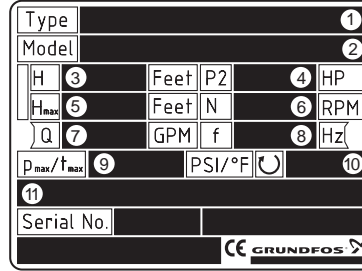 Type 1
Model 2
H 3 Feet P2 4 HP
Hmax 5 Feet N 6 RPM
Q 7 GPM f 8 Hz
pmax/tmax 9 PSI/°F 10
11
Serial No.
CE GRUNDFOS